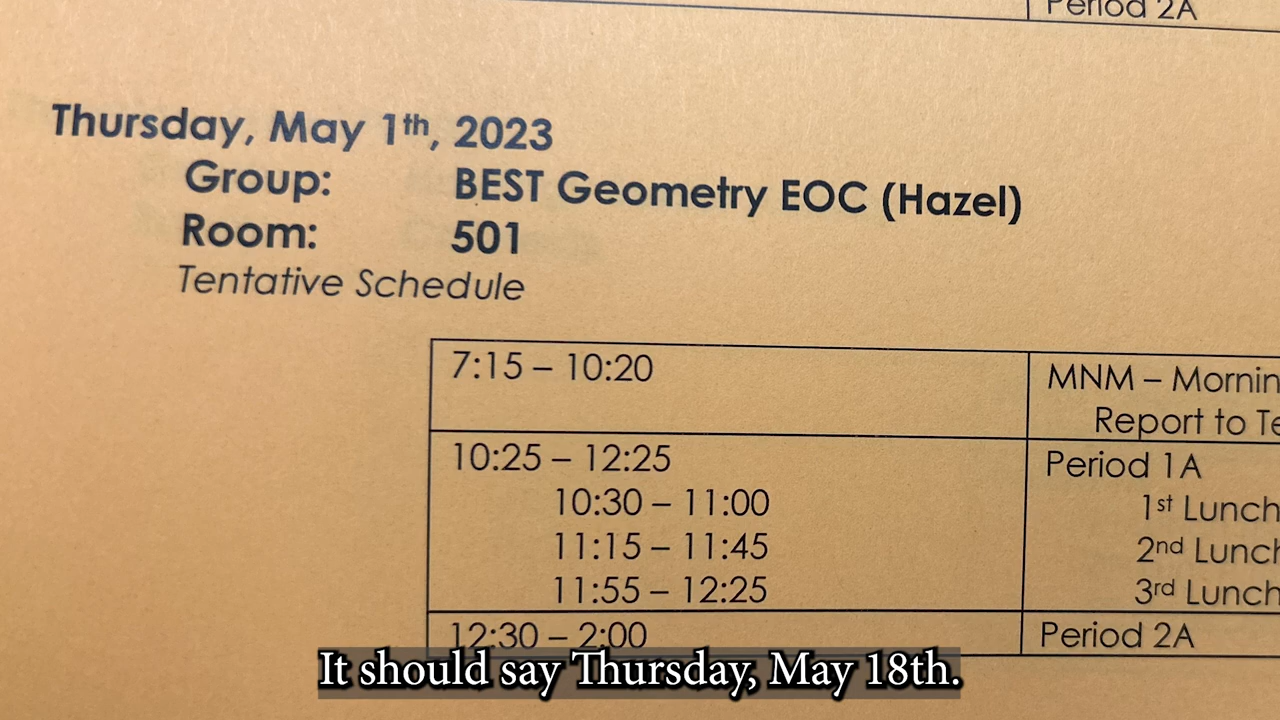 Period 2A
Thursday, May 1th, 2023
Group: BEST Geometry EOC (Hazel)
Room: 501
Tentative Schedule
7:15 – 10:20 MNM – Mornin
Report to Te
10:25 – 12:25 Period 1A
10:30 – 11:00 1st Lunch
11:15 – 11:45 2nd Lunch
11:55 – 12:25 3rd Lunch
12:30 – 2:00 Period 2A
It should say Thursday, May 18th.